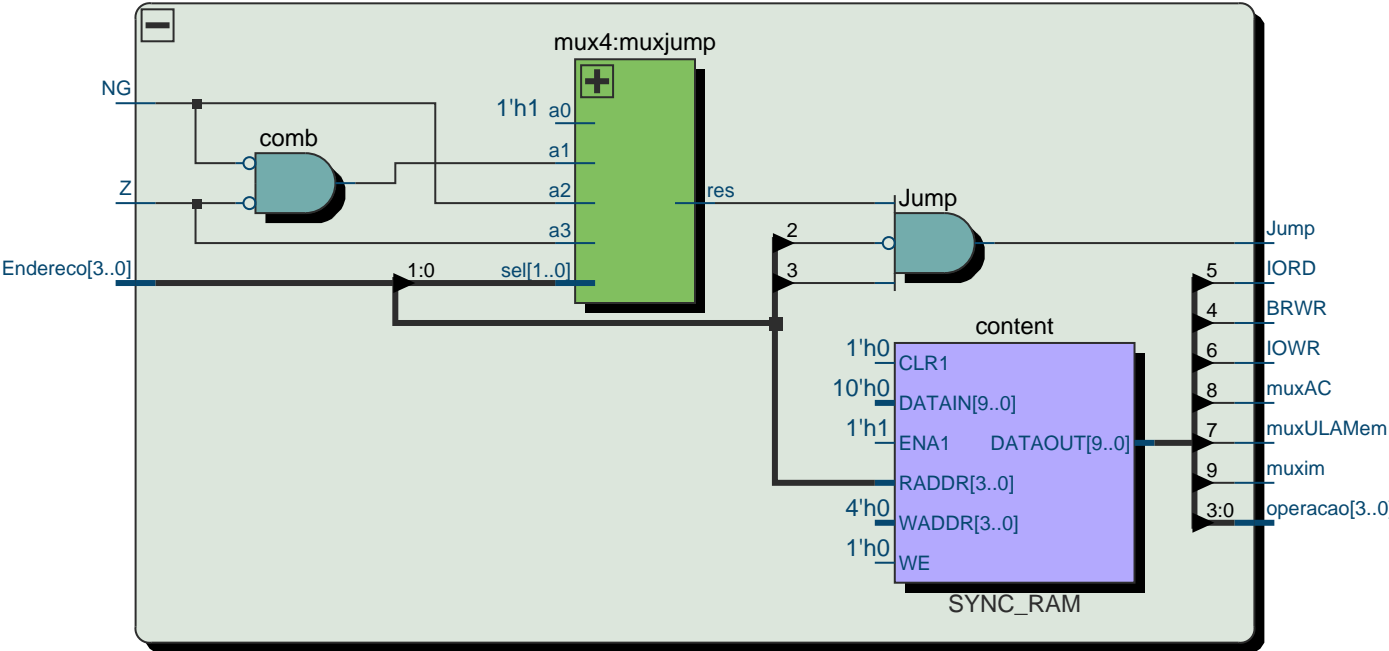 mux4:muxjump
NG
1'h1 a0
comb
a1
Z
a2
res
Jump
a3
2
Jump
Endereco[3..0]
1:0
sel[1..0]
3
5
IORD
content
4
BRWR
1'h0
CLR1
6
IOWR
10'h0
DATAIN[9..0]
8
muxAC
1'h1
ENA1
DATAOUT[9..0]
7
muxULAMem
RADDR[3..0]
9
muxim
4'h0
WADDR[3..0]
3:0
operacao[3..0
1'h0
WE
SYNC_RAM